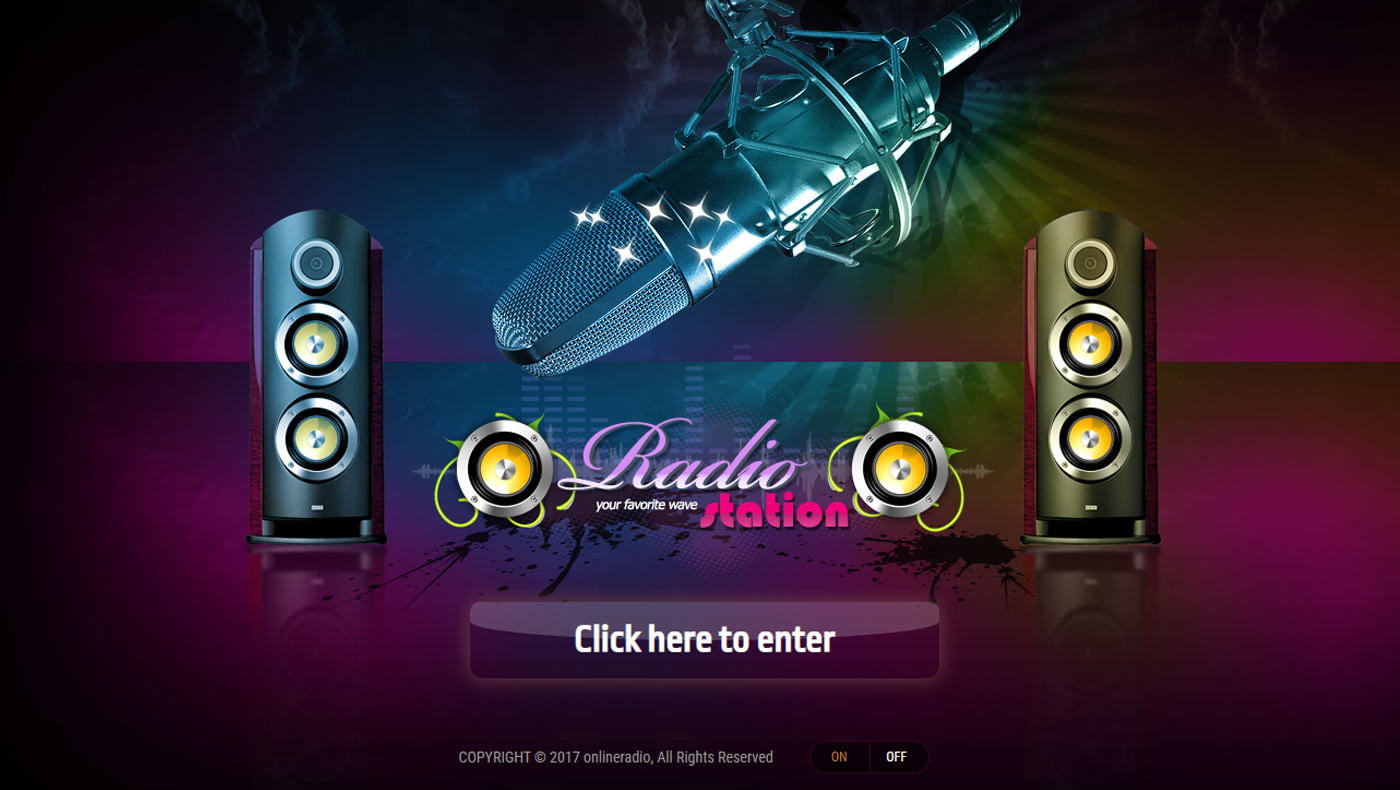 Radio
your favorite wave station
Click here to enter
COPYRIGHT © 2017 onlineradio, All Rights Reserved ON OFF